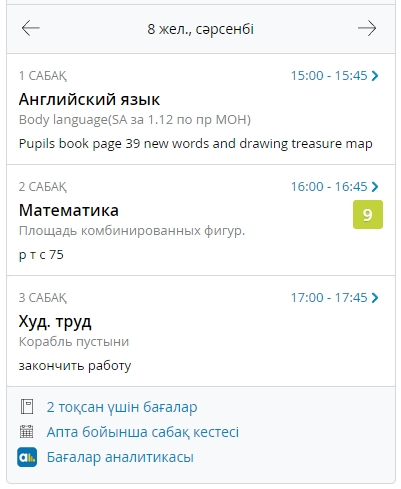 8 жел., сәрсенбі
1 САБАҚ 15:00 - 15:45
Английский язык
Body language(SA за 1.12 по пр МОН)
Pupils book page 39 new words and drawing treasure map
2 САБАҚ 16:00 - 16:45
Математика 9
Площадь комбинированных фигур.
р т с 75
3 САБАҚ 17:00 - 17:45
Худ. труд
Корабль пустыни
закончить работу
2 тоқсан үшін бағалар
Апта бойынша сабақ кестесі
Бағалар аналитикасы